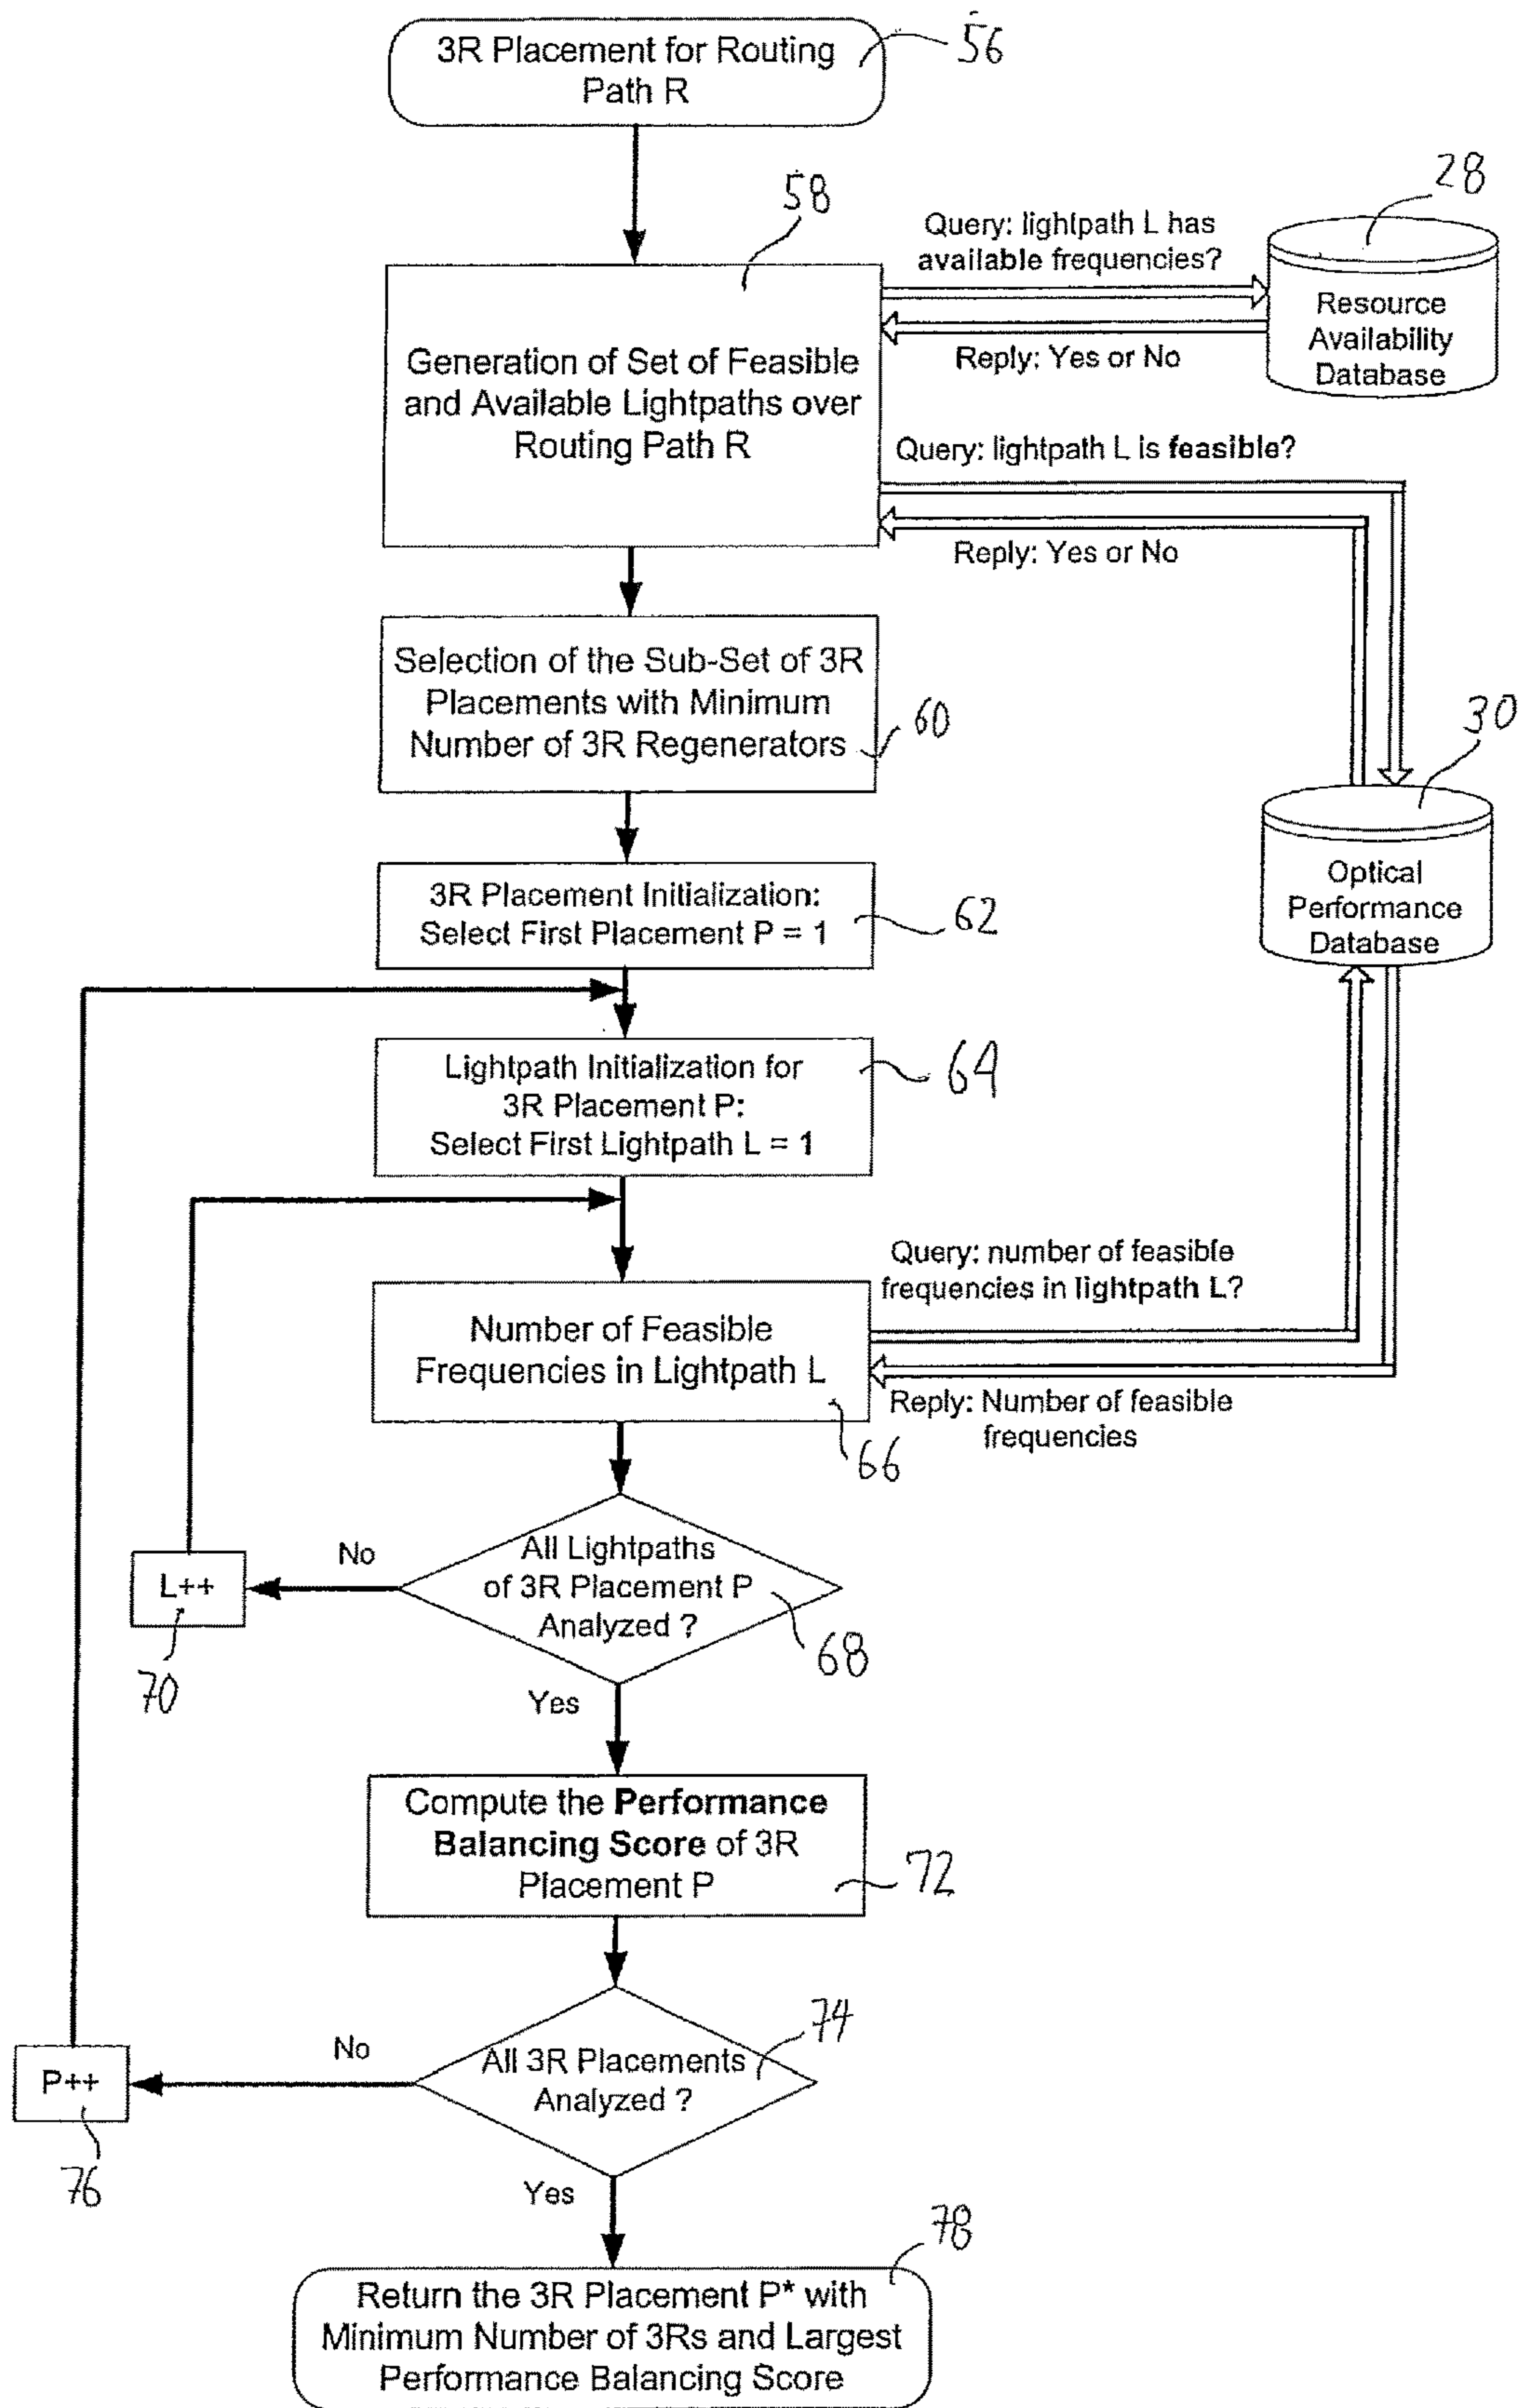 3R Placement for Routing
Path R
56
58
Query: lightpath L has
available frequencies?
28
Resource
Availability
Database
Reply: Yes or No
Generation of Set of Feasible
and Available Lightpaths over
Routing Path R
Query: lightpath L is feasible?
Reply: Yes or No
Selection of the Sub-Set of 3R
Placements with Minimum
Number of 3R Regenerators
60
30
Optical
Performance
Database
3R Placement Initialization:
Select First Placement P = 1
62
Lightpath Initialization for
3R Placement P:
Select First Lightpath L = 1
64
Query: number of feasible
frequencies in lightpath L?
Number of Feasible
Frequencies in Lightpath L
Reply: Number of feasible
frequencies
66
All Lightpaths
of 3R Placement P
Analyzed ?
68
No
L++
70
Yes
Compute the Performance
Balancing Score of 3R
Placement P
72
74
All 3R Placements
Analyzed ?
No
P++
76
Yes
78
Return the 3R Placement P* with
Minimum Number of 3Rs and Largest
Performance Balancing Score